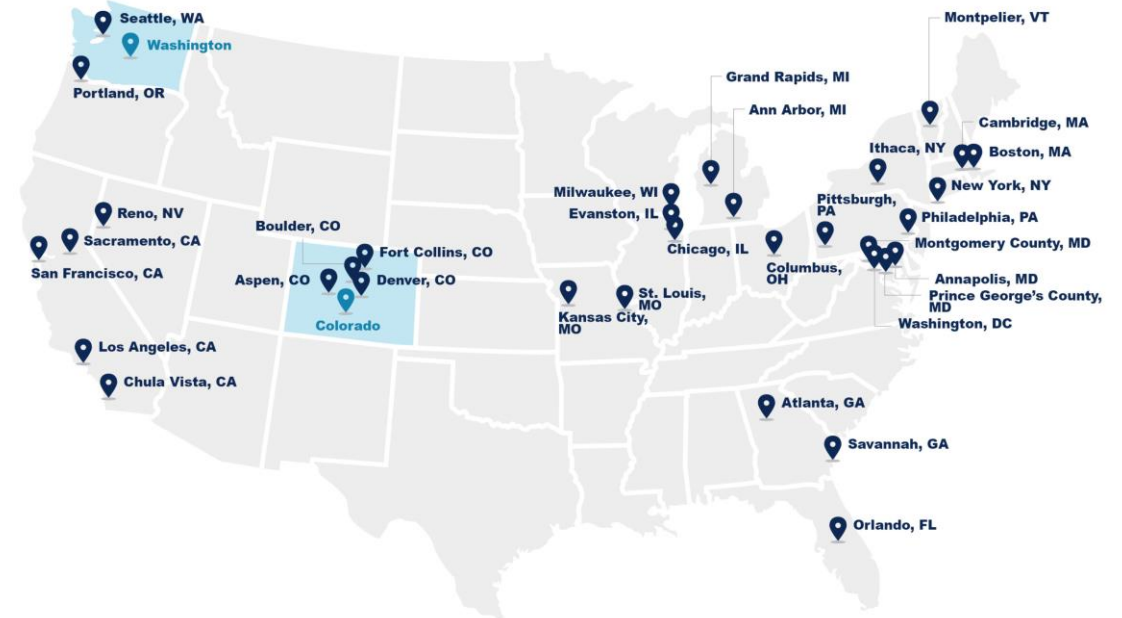 Seattle, WA
Washington
Portland, OR
Montpelier, VT
Grand Rapids, MI
Ann Arbor, MI
Cambridge, MA
Ithaca, NY
Boston, MA
Milwaukee, WI
New York, NY
Pittsburgh,
PA
Evanston, IL
Reno, NV
Philadelphia, PA
Boulder, CO
Sacramento, CA
Montgomery County, MD
Chicago, IL
Fort Collins, CO
San Francisco, CA
Columbus,
OH
Aspen, CO
Denver, CO
Annapolis, MD
St. Louis,
MO
Prince George's County,
MD
Kansas City,
MO
Colorado
Washington, DC
Los Angeles, CA
Chula Vista, CA
Atlanta, GA
Savannah, GA
Orlando, FL